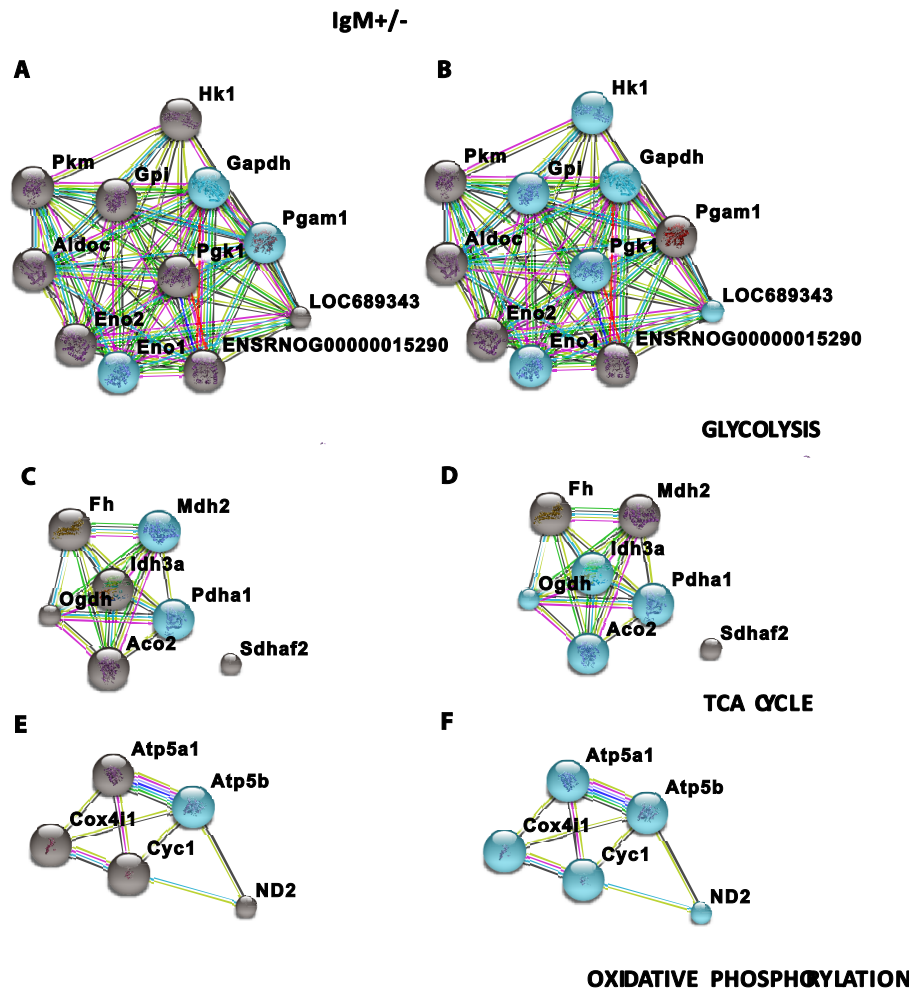 IgM+/-
A
Hk1
Pkm
Gpi
Gapdh
Pgam1
Aldoc
Pgk1
LOC689343
Eno2
Eno1
ENSRNOG00000015290
B
Hk1
Pkm
Gpi
Gapdh
Pgam1
Aldoc
Pgk1
LOC689343
Eno2
Eno1
ENSRNOG00000015290
GLYCOLYSIS
C
Fh
Mdh2
Idh3a
Ogdh
Pdha1
Aco2
Sdhaf2
D
Fh
Mdh2
Idh3a
Ogdh
Pdha1
Aco2
Sdhaf2
TCA CYCLE
E
Atp5a1
Atp5b
Cox4i1
Cyc1
ND2
F
Atp5a1
Atp5b
Cox4i1
Cyc1
ND2
OXIDATIVE PHOSPHORYLATION